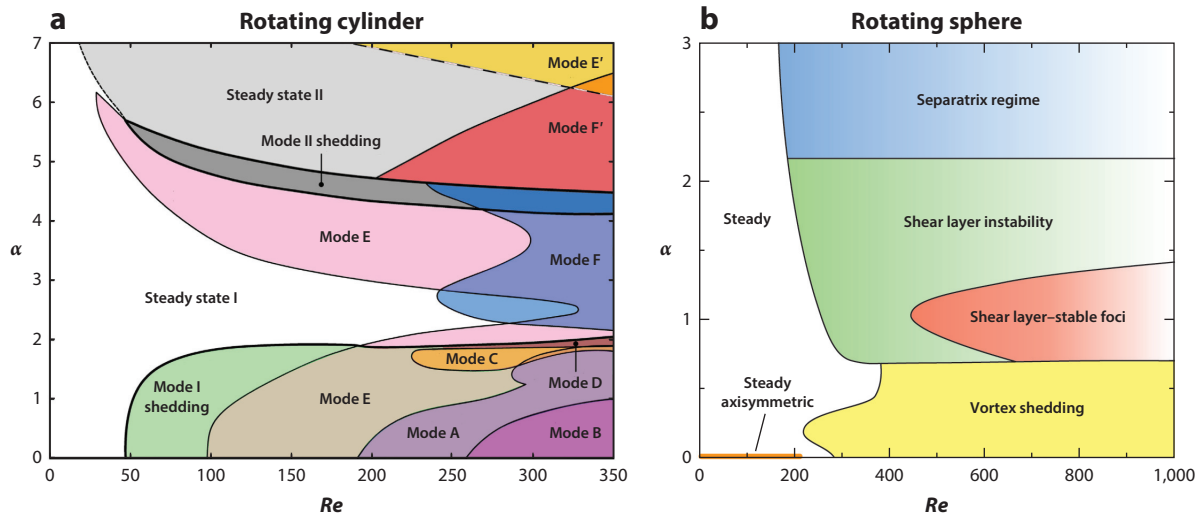 a
Rotating cylinder
7
6
5
4
3
2
1
0
α
0
50
100
150
200
250
300
350
Re
Steady state II
Mode E′
Mode F′
Mode II shedding
Mode E
Mode F
Steady state I
Mode C
Mode D
Mode I
shedding
Mode E
Mode A
Mode B
b
Rotating sphere
3
2
1
0
α
0
200
400
600
800
1,000
Re
Separatrix regime
Steady
Shear layer instability
Shear layer–stable foci
Steady
axisymmetric
Vortex shedding